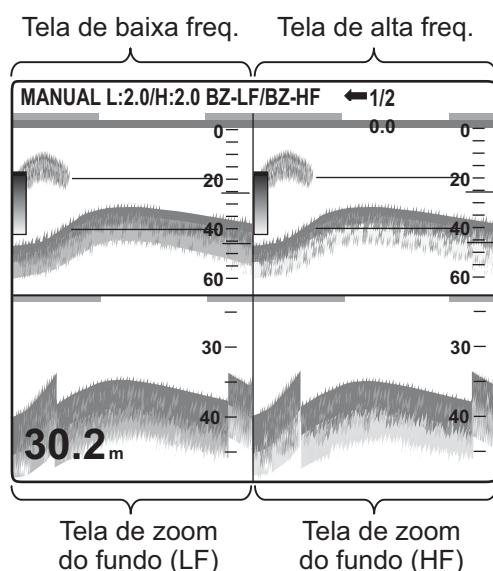 Tela de baixa freq. Tela de alta freq.
MANUAL L:2.0/H:2.0 BZ-LF/BZ-HF 1/2
0.0
0 0
20 20
40 40
60 60
30 30
40 40
30.2 m
Tela de zoom do fundo (LF)
Tela de zoom do fundo (HF)